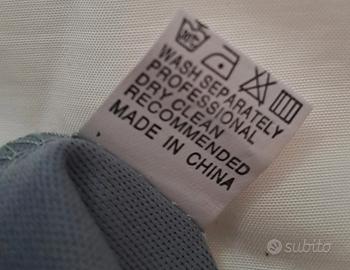 WASH SEPARATELY
PROFESSIONAL
DRY CLEAN
RECOMMENDED
MADE IN CHINA
subito